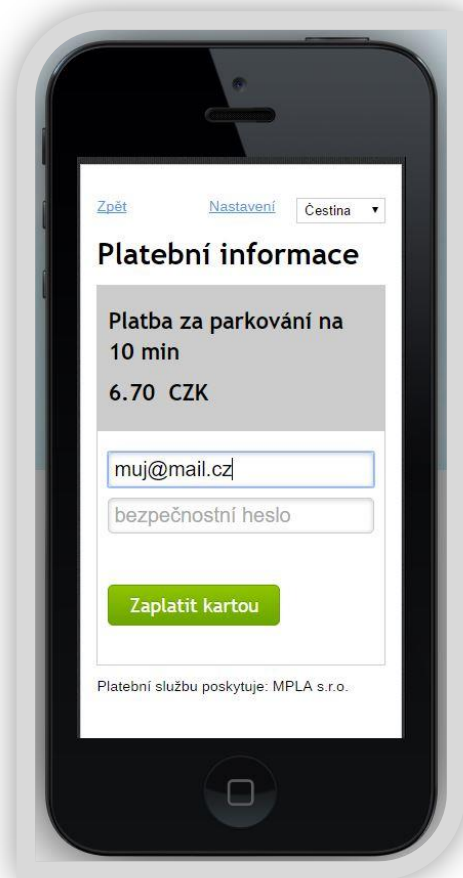 Zpět Nastavení Čestina
Platební informace
Platba za parkování na
10 min
6.70 CZK
muj@mail.cz
bezpečnostní heslo
Zaplatit kartou
Platební službu poskytuje: MPLA s.r.o.